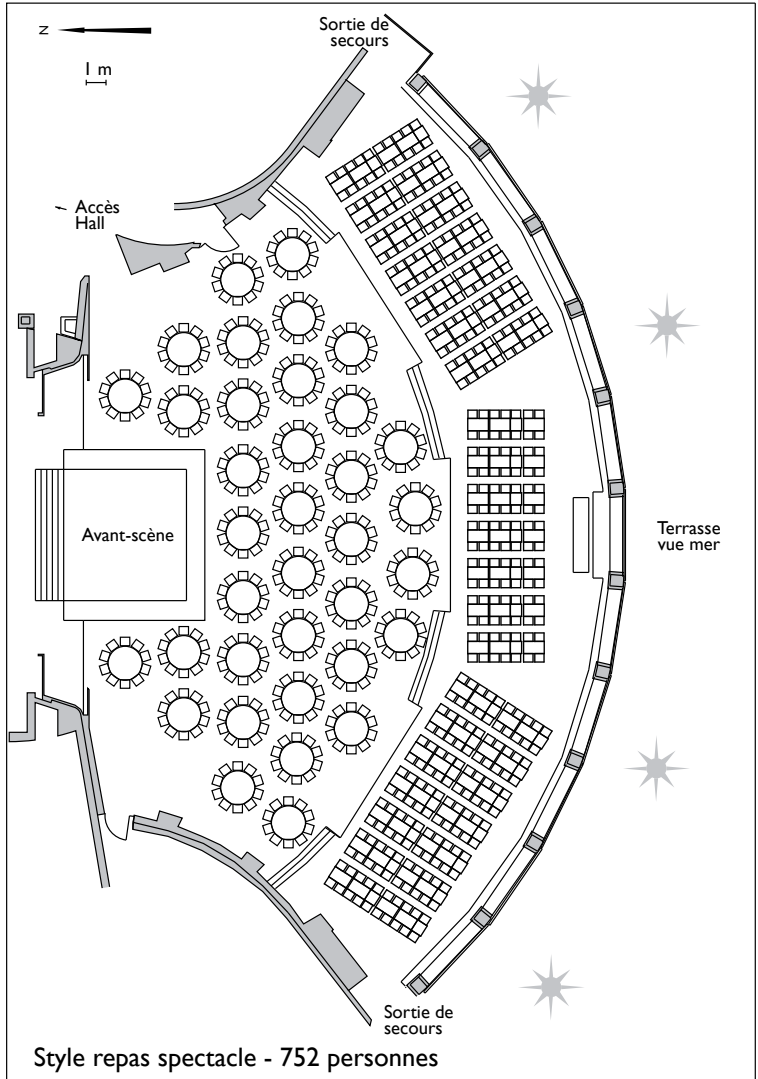 Sortie de
secours
Z
1 m
Accès
Hall
Avant-scène
Terrasse
vue mer
Sortie de
secours
Style repas spectacle - 752 personnes